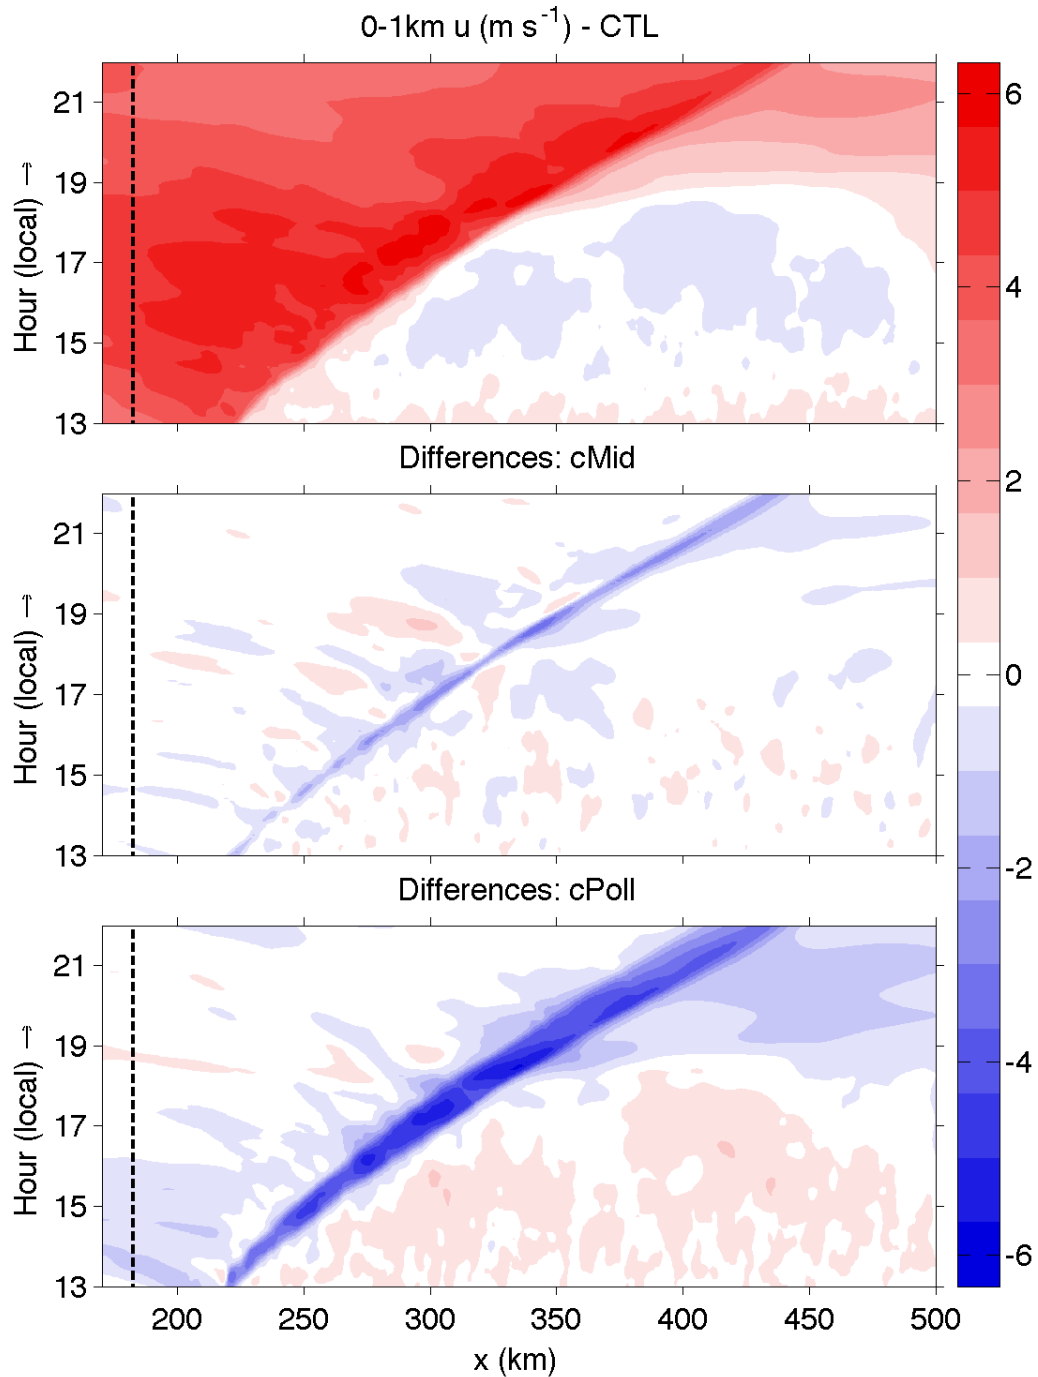 0-1km u (m s⁻¹) - CTL
6
21
19
4
17
Hour (local) →
15
13
Differences: cMid
2
21
19
0
17
Hour (local) →
15
-2
13
Differences: cPoll
21
-4
19
17
Hour (local) →
15
-6
13
200 250 300 350 400 450 500
x (km)